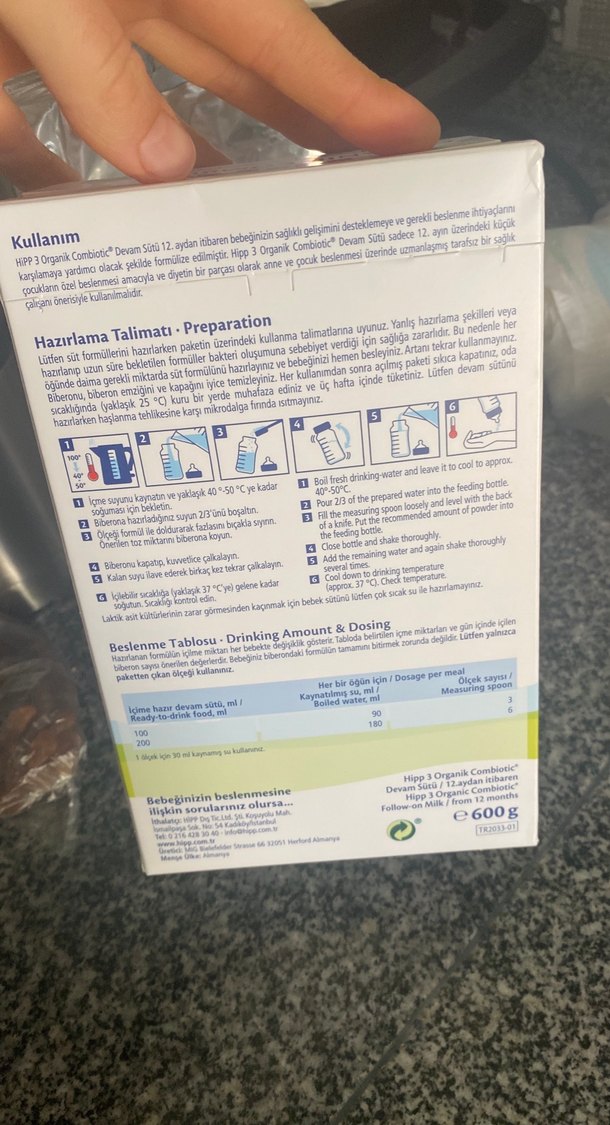 Kullanım
HiPP 3 Organik Combiotic® Devam Sütü 12. aydan itibaren bebeğinizin sağlıklı gelişimini desteklemeye ve gerekli beslenme ihtiyaçlarını
karşılamaya yardımcı olacak şekilde formülize edilmiştir. Hipp 3 Organik Combiotic® Devam Sütü sadece 12. ayın üzerindeki küçük
çocukların özel beslenmesi amacıyla ve diyetin bir parçası olarak anne ve çocuk beslenmesi üzerinde uzmanlaşmış tarafsız bir sağlık
çalışanı önerisiyle kullanılmalıdır.
Hazırlama Talimatı · Preparation
Lütfen süt formüllerini hazırlarken paketin üzerindeki kullanma talimatlarına uyunuz. Yanlış hazırlama şekilleri veya
hazırlanıp uzun süre bekletilen formüller bakteri oluşumuna sebebiyet verdiği için sağlığa zararlıdır. Bu nedenle her
öğünde daima gerekli miktarda süt formülünü hazırlayınız ve bebeğinizi hemen besleyiniz. Artanı tekrar kullanmayınız.
Biberonu, biberon emziğini ve kapağını iyice temizleyiniz. Her kullanımdan sonra açılmış paketi sıkıca kapatınız, oda
sıcaklığında (yaklaşık 25 °C) kuru bir yerde muhafaza ediniz ve üç hafta içinde tüketiniz. Lütfen devam sütünü
hazırlarken haşlanma tehlikesine karşı mikrodalga fırında ısıtmayınız.
1 2 3 4 5 6
100°
40°
50°
1 İçme suyunu kaynatın ve yaklaşık 40 °-50 °C ye kadar
soğuması için bekletin.
2 Biberona hazırladığınız suyun 2/3'ünü boşaltın.
3 Ölçeği formül ile doldurarak fazlasını bıçakla sıyırın.
Önerilen toz miktarını biberona koyun.
4 Biberonu kapatıp, kuvvetlice çalkalayın.
5 Kalan suyu ilave ederek birkaç kez tekrar çalkalayın.
6 İçilebilir sıcaklığa (yaklaşık 37 °C'ye) gelene kadar
soğutun. Sıcaklığı kontrol edin.
1 Boil fresh drinking-water and leave it to cool to approx.
40°-50°C.
2 Pour 2/3 of the prepared water into the feeding bottle.
3 Fill the measuring spoon loosely and level with the back
of a knife. Put the recommended amount of powder into
the feeding bottle.
4 Close bottle and shake thoroughly.
5 Add the remaining water and again shake thoroughly
several times.
6 Cool down to drinking temperature
(approx. 37 °C). Check temperature.
Laktik asit kültürlerinin zarar görmesinden kaçınmak için bebek sütünü lütfen çok sıcak su ile hazırlamayınız.
Beslenme Tablosu · Drinking Amount & Dosing
Hazırlanan formülün içilme miktarı her bebekte değişiklik gösterir. Tabloda belirtilen içme miktarları ve gün içinde içilen
biberon sayısı önerilen değerlerdir. Bebeğiniz biberondaki formülün tamamını bitirmek zorunda değildir. Lütfen yalnızca
paketten çıkan ölçeği kullanınız.
Her bir öğün için / Dosage per meal
İçime hazır devam sütü, ml /
Ready-to-drink food, ml
Kaynatılmış su, ml /
Boiled water, ml
Ölçek sayısı /
Measuring spoon
100 90 3
200 180 6
1 ölçek için 30 ml kaynamış su kullanınız.
Bebeğinizin beslenmesine
ilişkin sorularınız olursa...
İthalatçı: HiPP Dış Tic.Ltd. Şti. Koşuyolu Mah.
İsmailpaşa Sok. No: 54 Kadıköy/İstanbul
Tel: 0 216 428 30 40 - info@hipp.com.tr
www.hipp.com.tr
Üretici: MIG Bielefelder Strasse 66 32051 Herford Almanya
Menşe Ülke: Almanya
Hipp 3 Organik Combiotic®
Devam Sütü / 12.aydan itibaren
Hipp 3 Organic Combiotic®
Follow-on Milk / from 12 months
℮ 600 g
TR2033-01